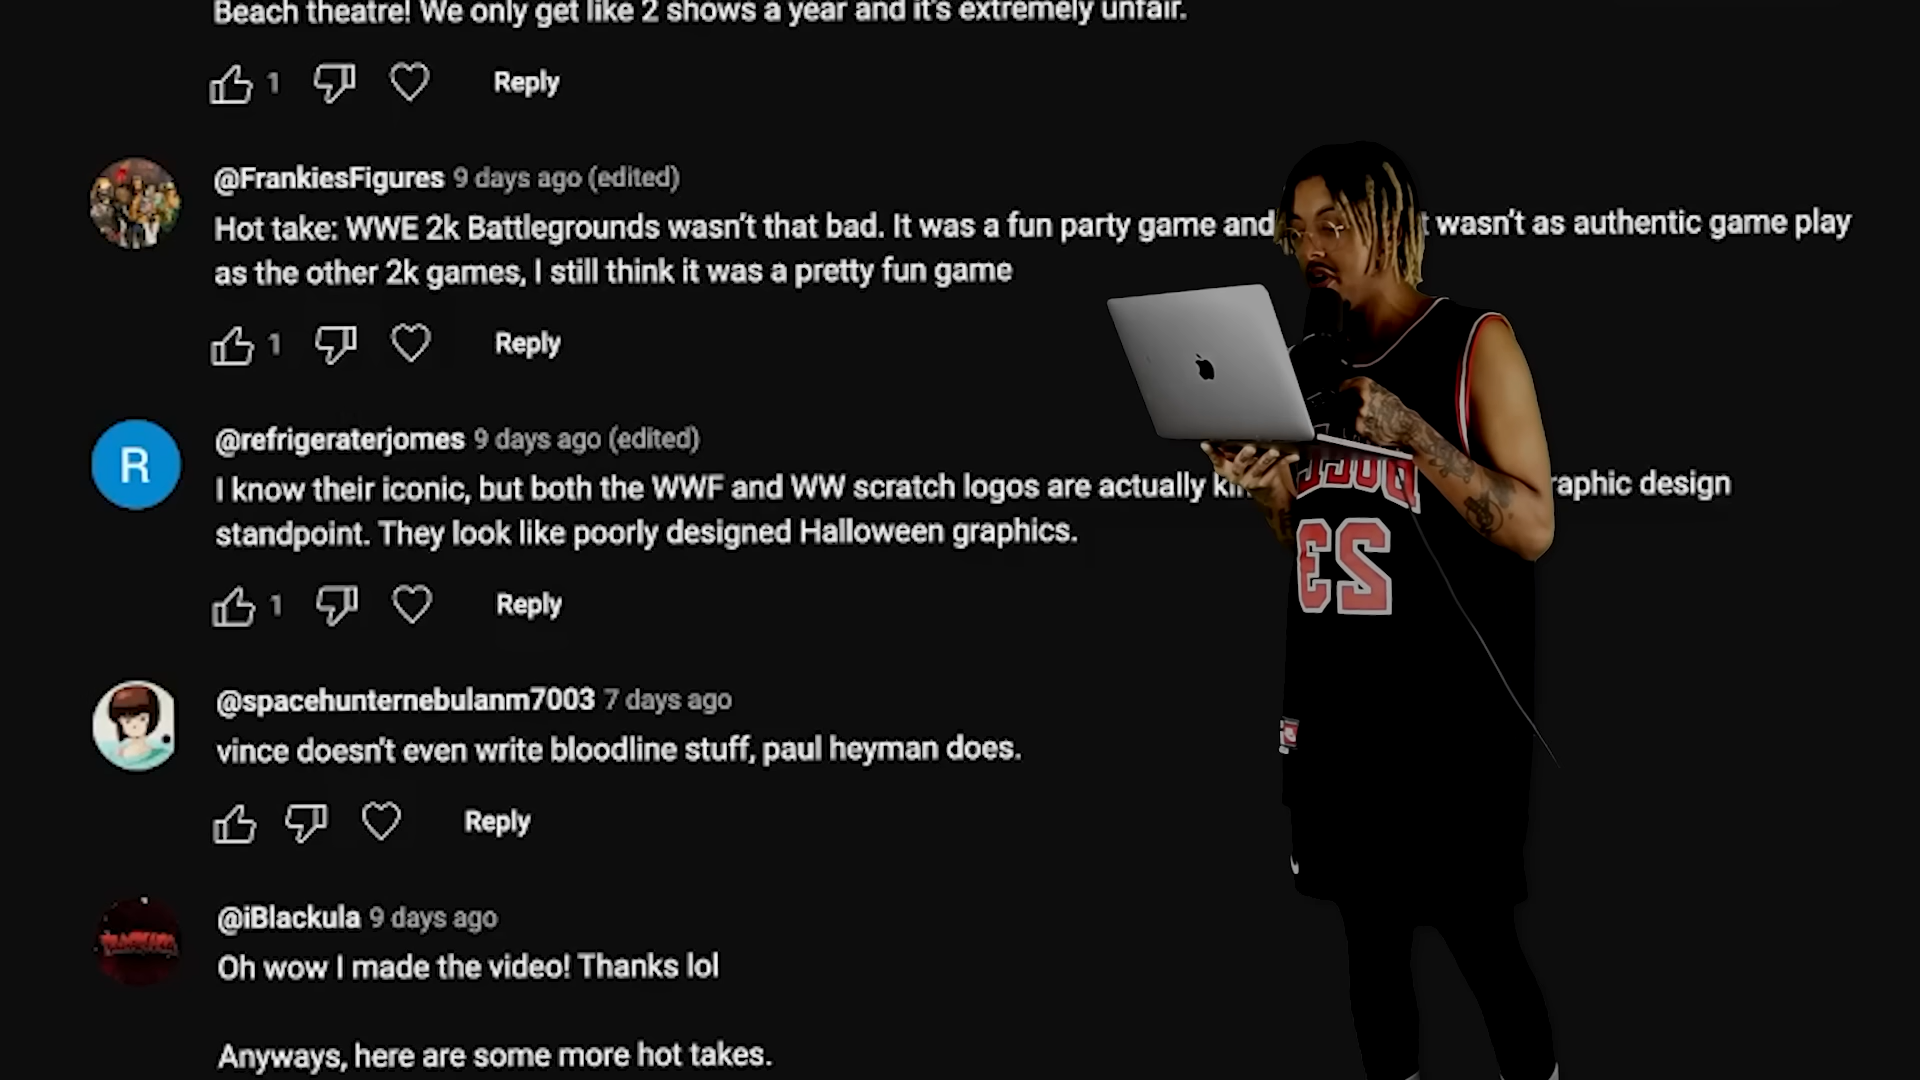 Beach theatre! We only get like 2 shows a year and it's extremely unfair.
1 Reply
@FrankiesFigures 9 days ago (edited)
Hot take: WWE 2k Battlegrounds wasn't that bad. It was a fun party game and t wasn't as authentic game play
as the other 2k games, I still think it was a pretty fun game
1 Reply
R
@refrigeraterjomes 9 days ago (edited)
I know their iconic, but both the WWF and WW scratch logos are actually kin raphic design
standpoint. They look like poorly designed Halloween graphics.
23
1 Reply
@spacehunternebulanm7003 7 days ago
vince doesn't even write bloodline stuff, paul heyman does.
Reply
@iBlackula 9 days ago
Oh wow I made the video! Thanks lol
Anyways, here are some more hot takes.